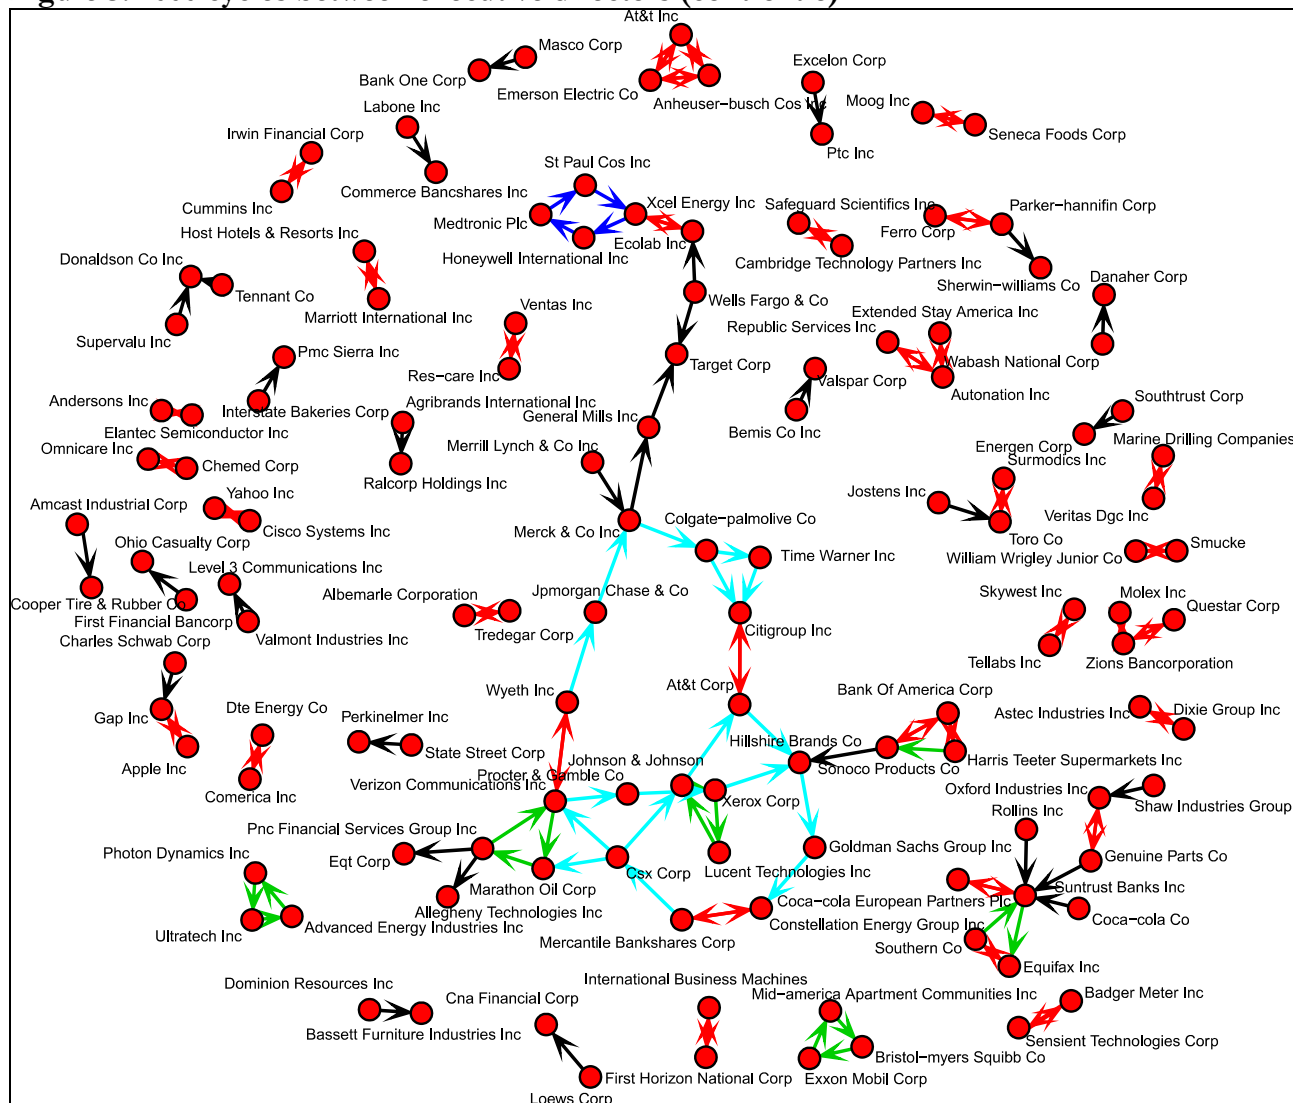 At&t Inc
Masco Corp
Bank One Corp
Emerson Electric Co
Anheuser−busch Cos Inc
Excelon Corp
Moog Inc
Seneca Foods Corp
Ptc Inc
Labone Inc
Irwin Financial Corp
Commerce Bancshares Inc
Cummins Inc
St Paul Cos Inc
Medtronic Plc
Xcel Energy Inc
Ecolab Inc
Honeywell International Inc
Safeguard Scientifics Inc
Cambridge Technology Partners Inc
Ferro Corp
Parker−hannifin Corp
Sherwin−williams Co
Danaher Corp
Host Hotels & Resorts Inc
Marriott International Inc
Donaldson Co Inc
Tennant Co
Supervalu Inc
Wells Fargo & Co
Ventas Inc
Res−care Inc
Republic Services Inc
Extended Stay America Inc
Wabash National Corp
Autonation Inc
Pmc Sierra Inc
Interstate Bakeries Corp
Target Corp
Valspar Corp
Bemis Co Inc
Andersons Inc
Elantec Semiconductor Inc
Agribrands International Inc
Ralcorp Holdings Inc
General Mills Inc
Merrill Lynch & Co Inc
Southtrust Corp
Energen Corp
Marine Drilling Companies
Surmodics Inc
Omnicare Inc
Chemed Corp
Yahoo Inc
Cisco Systems Inc
Amcast Industrial Corp
Jostens Inc
Toro Co
Veritas Dgc Inc
Merck & Co Inc
Colgate−palmolive Co
Time Warner Inc
William Wrigley Junior Co
Smucke
Ohio Casualty Corp
Level 3 Communications Inc
Cooper Tire & Rubber Co
First Financial Bancorp
Valmont Industries Inc
Albemarle Corporation
Tredegar Corp
Jpmorgan Chase & Co
Citigroup Inc
Skywest Inc
Tellabs Inc
Molex Inc
Questar Corp
Zions Bancorporation
Charles Schwab Corp
Gap Inc
Apple Inc
Wyeth Inc
At&t Corp
Bank Of America Corp
Astec Industries Inc
Dixie Group Inc
Dte Energy Co
Comerica Inc
Perkinelmer Inc
State Street Corp
Hillshire Brands Co
Sonoco Products Co
Harris Teeter Supermarkets Inc
Johnson & Johnson
Procter & Gamble Co
Verizon Communications Inc
Xerox Corp
Oxford Industries Inc
Shaw Industries Group
Rollins Inc
Pnc Financial Services Group Inc
Eqt Corp
Marathon Oil Corp
Csx Corp
Lucent Technologies Inc
Goldman Sachs Group Inc
Genuine Parts Co
Suntrust Banks Inc
Allegheny Technologies Inc
Photon Dynamics Inc
Ultratech Inc
Advanced Energy Industries Inc
Mercantile Bankshares Corp
Coca−cola European Partners Plc
Constellation Energy Group Inc
Coca−cola Co
Southern Co
Equifax Inc
Dominion Resources Inc
Bassett Furniture Industries Inc
Cna Financial Corp
Loews Corp
International Business Machines
First Horizon National Corp
Mid−america Apartment Communities Inc
Bristol−myers Squibb Co
Exxon Mobil Corp
Badger Meter Inc
Sensient Technologies Corp